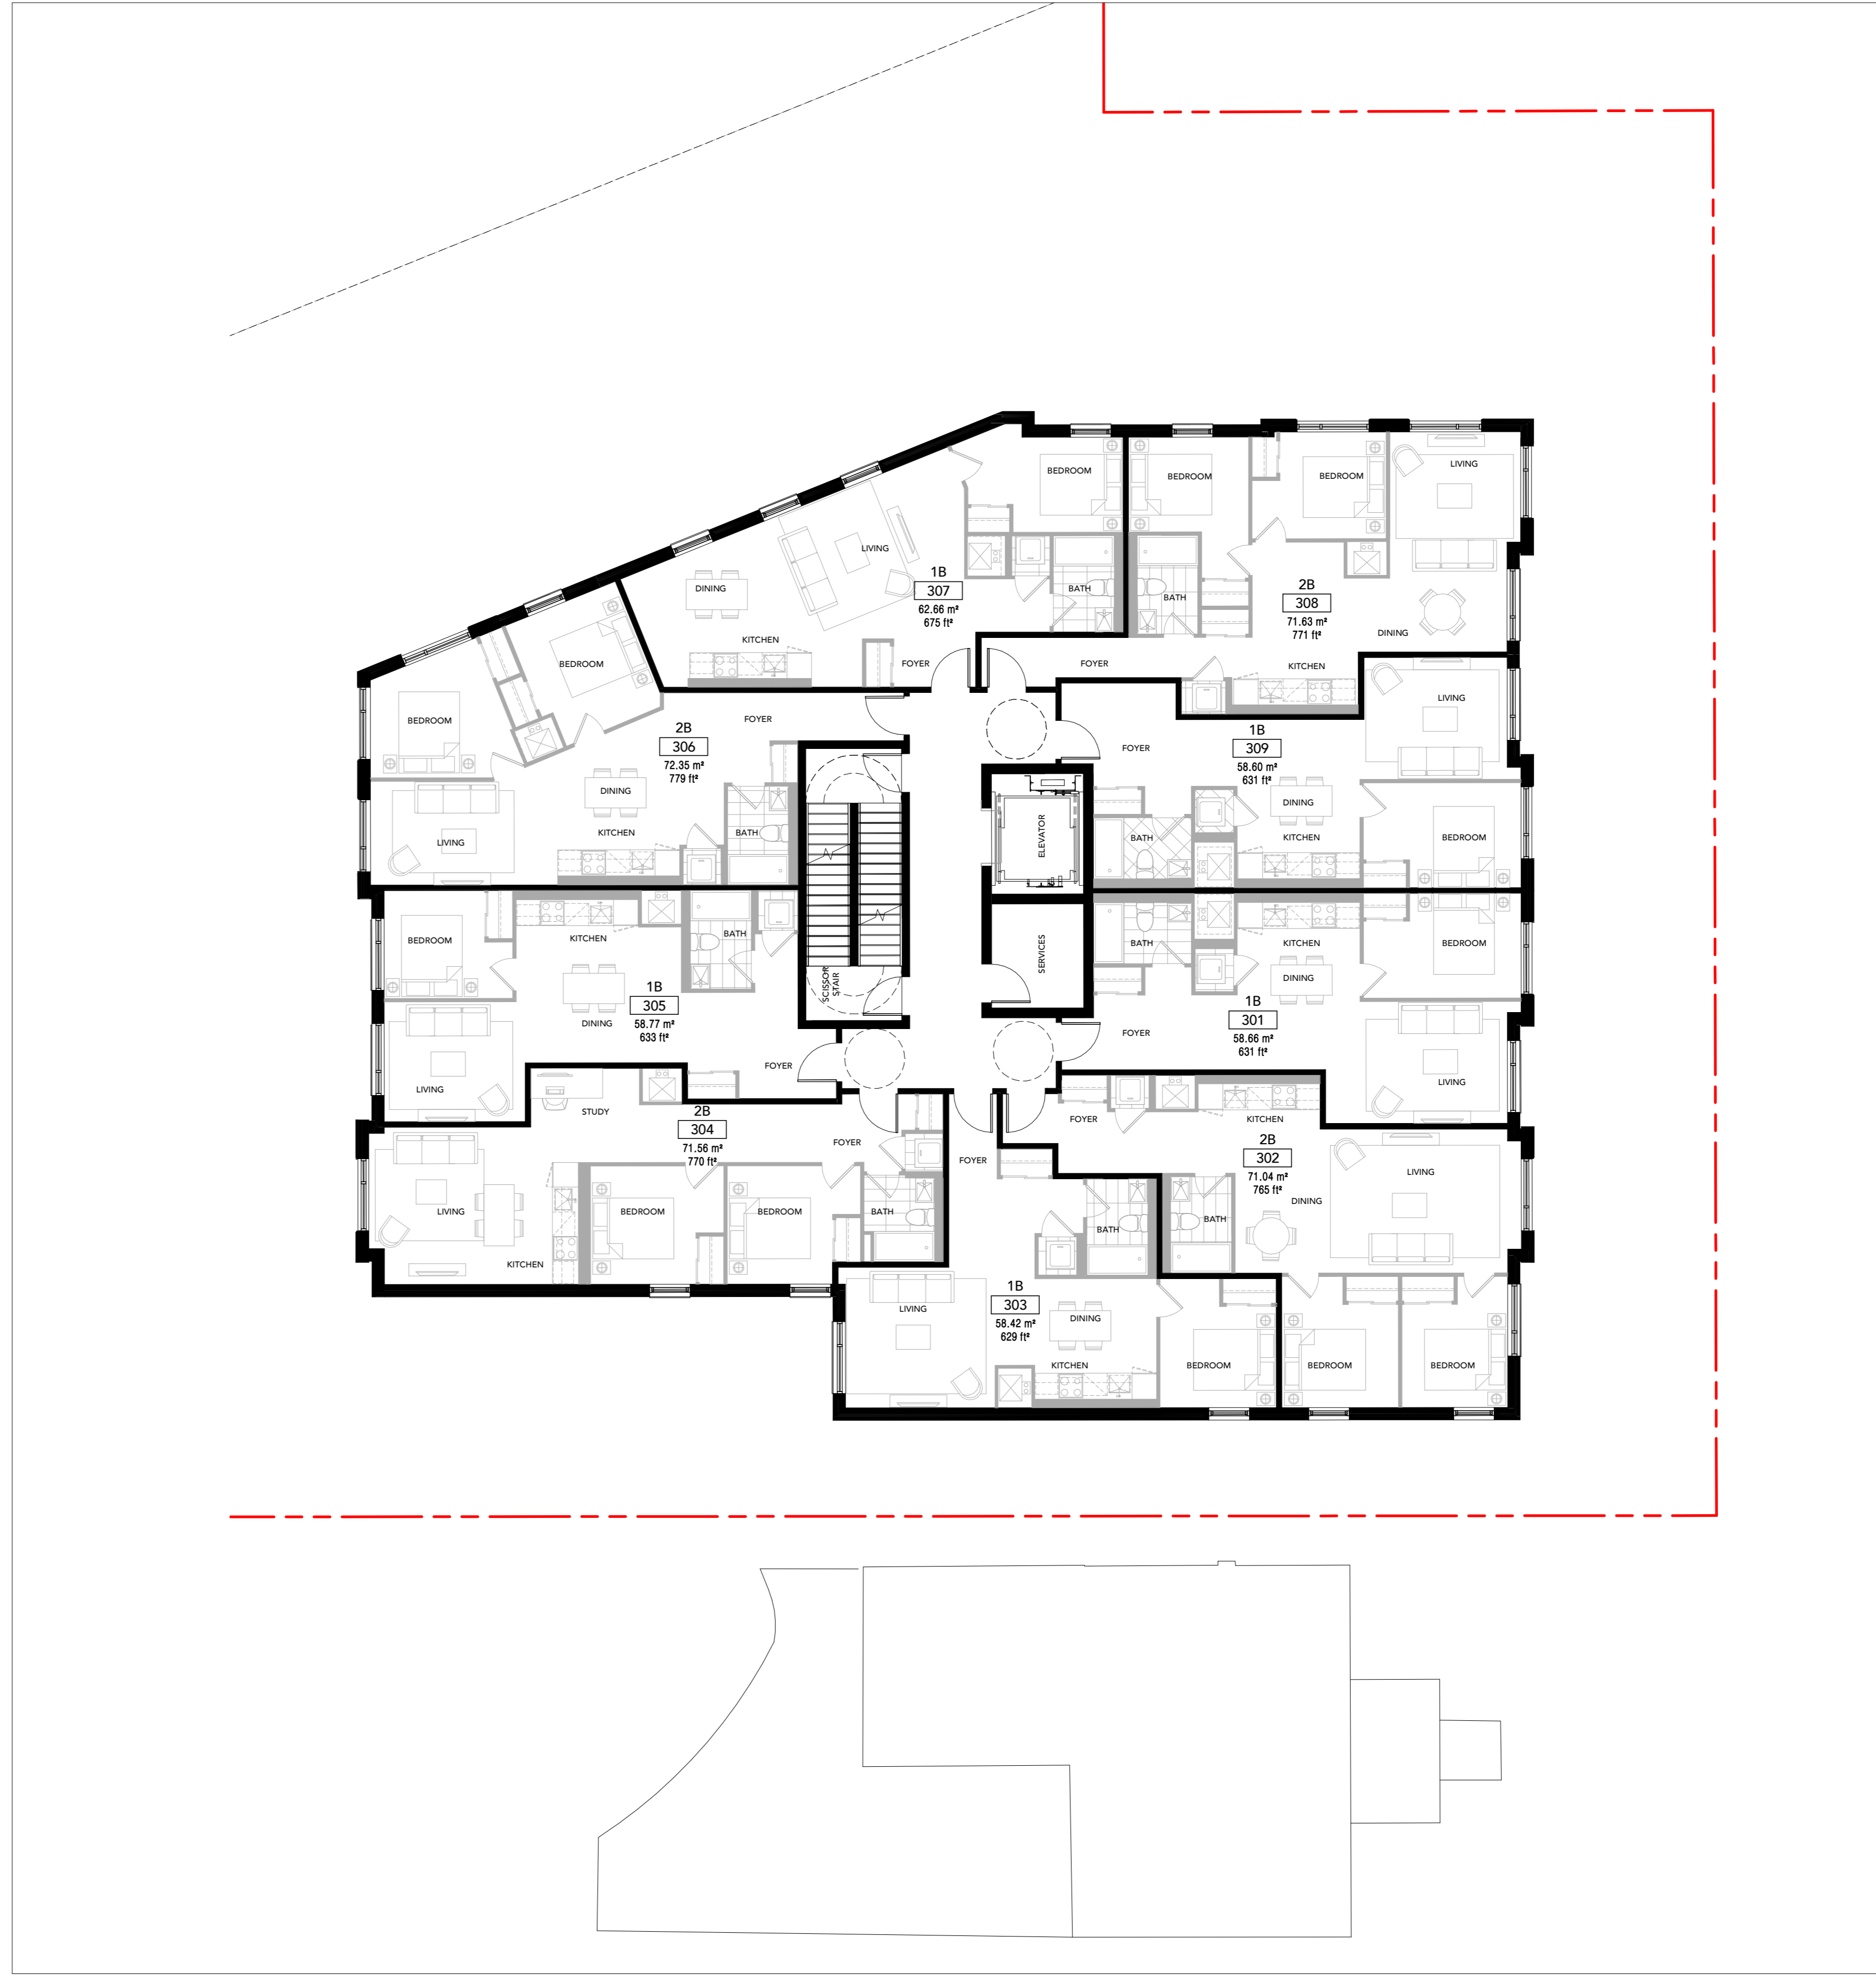 BEDROOM
BEDROOM
BEDROOM
LIVING
LIVING
1B
307
62.66 m²
675 ft²
DINING
BATH
BATH
2B
308
71.63 m²
771 ft²
DINING
KITCHEN
FOYER
FOYER
KITCHEN
BEDROOM
BEDROOM
FOYER
2B
306
72.35 m²
779 ft²
DINING
KITCHEN
BATH
LIVING
LIVING
1B
309
58.60 m²
631 ft²
FOYER
DINING
KITCHEN
BATH
BEDROOM
ELEVATOR
SERVICES
SCISSOR
STAIR
BEDROOM
KITCHEN
BATH
DINING
1B
305
58.77 m²
633 ft²
FOYER
LIVING
BATH
KITCHEN
DINING
BEDROOM
1B
301
58.66 m²
631 ft²
FOYER
LIVING
STUDY
2B
304
71.56 m²
770 ft²
FOYER
LIVING
KITCHEN
BEDROOM
BEDROOM
BATH
FOYER
FOYER
KITCHEN
2B
302
71.04 m²
765 ft²
DINING
LIVING
BATH
BATH
1B
303
58.42 m²
629 ft²
LIVING
DINING
KITCHEN
BEDROOM
BEDROOM
BEDROOM